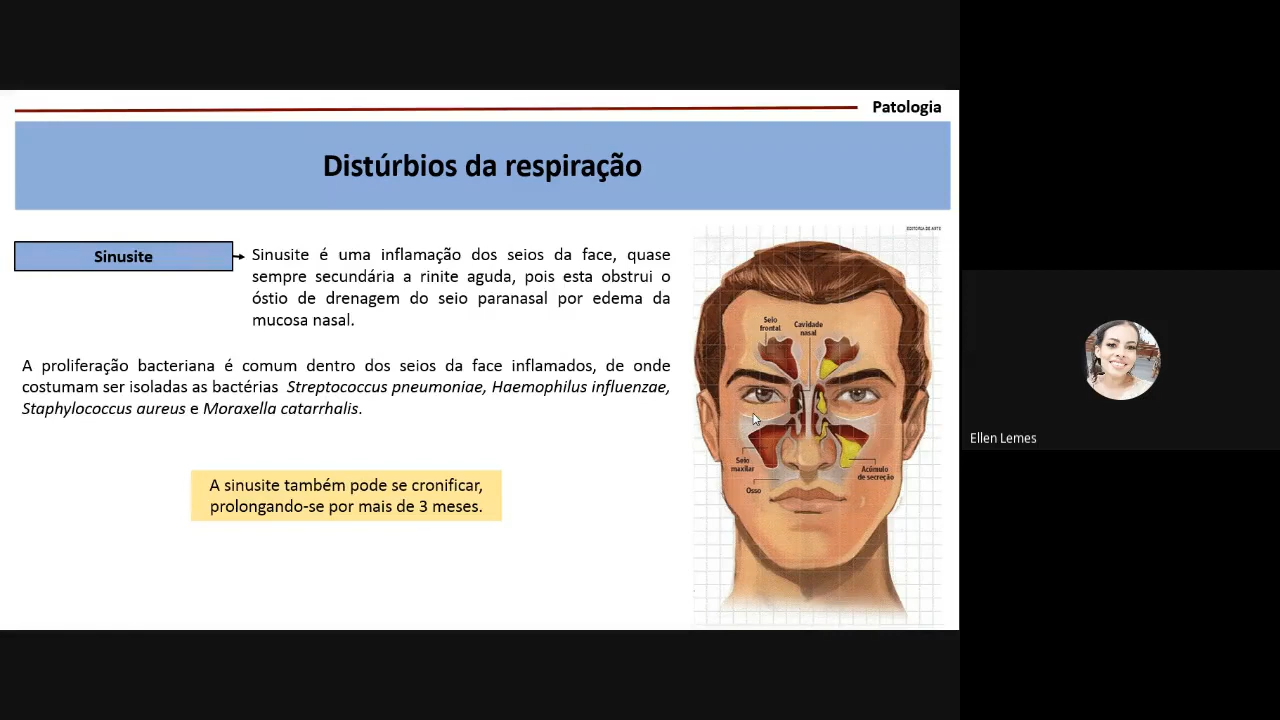 Patologia
Distúrbios da respiração
Sinusite
Sinusite é uma inflamação dos seios da face, quase
sempre secundária a rinite aguda, pois esta obstrui o
óstio de drenagem do seio paranasal por edema da
mucosa nasal.
A proliferação bacteriana é comum dentro dos seios da face inflamados, de onde
costumam ser isoladas as bactérias Streptococcus pneumoniae, Haemophilus influenzae,
Staphylococcus aureus e Moraxella catarrhalis.
A sinusite também pode se cronificar,
prolongando-se por mais de 3 meses.
EDITORIA DE ARTE
Seio
frontal
Cavidade
nasal
Seio
maxilar
Osso
Acúmulo
de secreção
Ellen Lemes